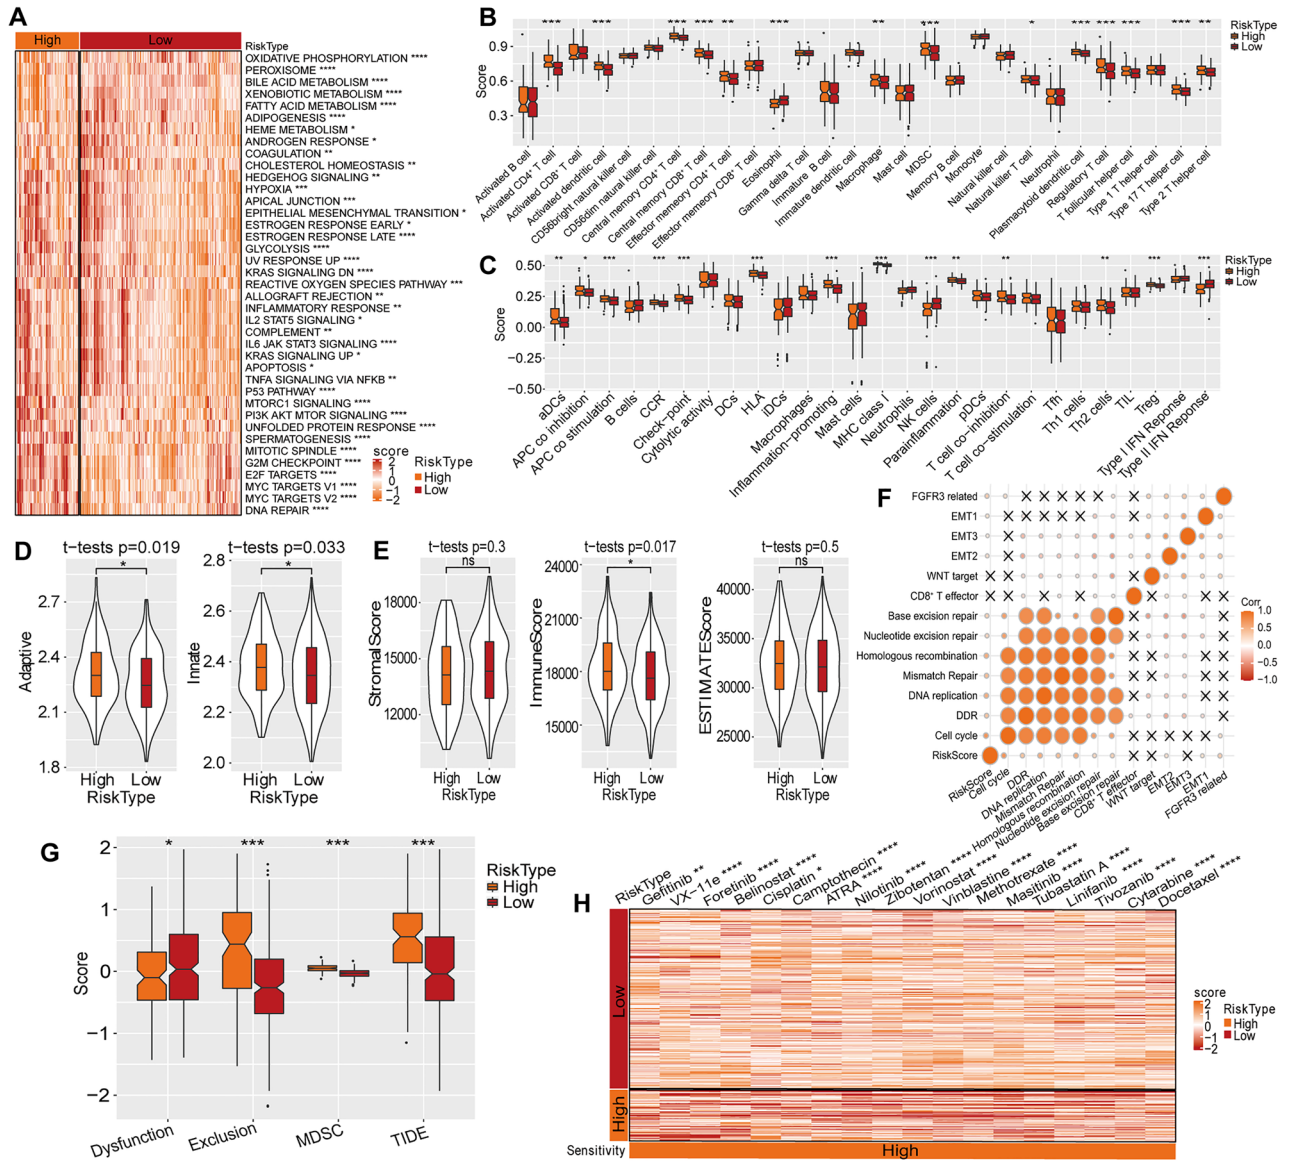 A
High
Low
RiskType
OXIDATIVE PHOSPHORYLATION ****
PEROXISOME ****
BILE ACID METABOLISM ****
XENOBIOTIC METABOLISM ****
FATTY ACID METABOLISM ****
ADIPOGENESIS ****
HEME METABOLISM *
ANDROGEN RESPONSE *
COAGULATION **
CHOLESTEROL HOMEOSTASIS **
HEDGEHOG SIGNALING **
HYPOXIA ***
APICAL JUNCTION ***
EPITHELIAL MESENCHYMAL TRANSITION *
ESTROGEN RESPONSE EARLY *
ESTROGEN RESPONSE LATE ****
GLYCOLYSIS ****
UV RESPONSE UP ****
KRAS SIGNALING DN ****
REACTIVE OXYGEN SPECIES PATHWAY ***
ALLOGRAFT REJECTION **
INFLAMMATORY RESPONSE **
IL2 STAT5 SIGNALING *
COMPLEMENT **
IL6 JAK STAT3 SIGNALING ****
KRAS SIGNALING UP *
APOPTOSIS *
TNFA SIGNALING VIA NFKB **
P53 PATHWAY ****
MTORC1 SIGNALING ****
PI3K AKT MTOR SIGNALING ****
UNFOLDED PROTEIN RESPONSE ****
SPERMATOGENESIS ****
MITOTIC SPINDLE ****
G2M CHECKPOINT ****
E2F TARGETS ****
MYC TARGETS V1 ****
MYC TARGETS V2 ****
DNA REPAIR ****
score
2
1
0
−1
−2
RiskType
High
Low
B
Score
0.9
0.6
0.3
*** *** *** *** ** *** ** *** * *** *** *** *** **
RiskType
High
Low
Activated B cell
Activated CD4⁺ T cell
Activated CD8⁺ T cell
Activated dendritic cell
CD56bright natural killer cell
CD56dim natural killer cell
Central memory CD4⁺ T cell
Central memory CD8⁺ T cell
Effector memeory CD4⁺ T cell
Effector memeory CD8⁺ T cell
Eosinophil
Gamma delta T cell
Immature B cell
Immature dendritic cell
Macrophage
Mast cell
MDSC
Memory B cell
Monocyte
Natural killer cell
Natural killer T cell
Neutrophil
Plasmacytoid dendritic cell
Regulatory T cell
T follicular helper cell
Type 1 T helper cell
Type 17 T helper cell
Type 2 T helper cell
C
Score
0.50
0.25
0.00
−0.25
−0.50
** * *** *** *** *** *** *** *** ** ** ** *** ***
RiskType
High
Low
aDCs
APC co inhibition
APC co stimulation
B cells
CCR
Check−point
Cytolytic activity
DCs
HLA
iDCs
Macrophages
Inflammation−promoting
Mast cells
MHC class I
Neutrophils
NK cells
Parainflammation
pDCs
T cell co−inhibition
T cell co−stimulation
Tfh
Th1 cells
Th2 cells
TIL
Treg
Type I IFN Reponse
Type II IFN Reponse
D
t−tests p=0.019
*
Adaptive
2.7
2.4
2.1
1.8
High Low
RiskType
t−tests p=0.033
*
Innate
2.8
2.6
2.4
2.2
2.0
High Low
RiskType
E
t−tests p=0.3
ns
StromalScore
18000
15000
12000
High Low
RiskType
t−tests p=0.017
*
ImmuneScore
24000
21000
18000
15000
High Low
RiskType
t−tests p=0.5
ns
ESTIMATEScore
40000
35000
30000
25000
High Low
RiskType
F
FGFR3 related
EMT1
EMT3
EMT2
WNT target
CD8⁺ T effector
Base excision repair
Nucleotide excision repair
Homologous recombination
Mismatch Repair
DNA replication
DDR
Cell cycle
RiskScore
RiskScore
Cell cycle
DDR
DNA replication
Mismatch Repair
Homologous recombination
Nucleotide excision repair
Base excision repair
CD8⁺ T effector
WNT target
EMT2
EMT3
EMT1
FGFR3 related
Corr
1.0
0.5
0.0
−0.5
−1.0
G
Score
2
1
0
−1
−2
* *** *** ***
Dysfunction
Exclusion
MDSC
TIDE
RiskType
High
Low
H
RiskType
Gefitinib **
VX−11e ****
Foretinib ****
Belinostat ****
Cisplatin *
Camptothecin ****
ATRA ****
Nilotinib ****
Zibotentan ****
Vorinostat ****
Vinblastine ****
Methotrexate ****
Masitinib ****
Tubastatin A ****
Linifanib ****
Tivozanib ****
Cytarabine ****
Docetaxel ****
Low
High
Sensitivity
High
score
2
1
0
−1
−2
RiskType
High
Low